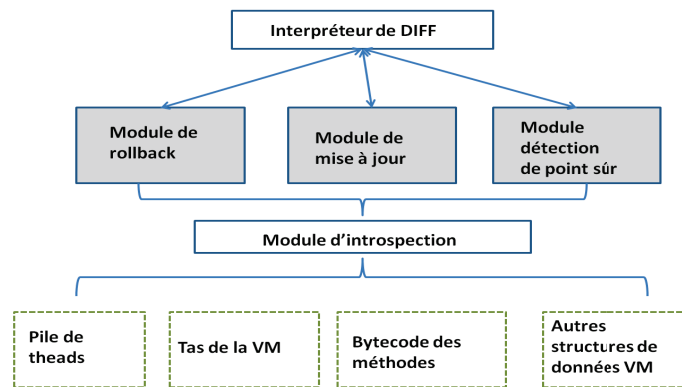 Interpréteur de DIFF
Module de
rollback
Module de
mise à jour
Module
détection
de point sûr
Module d'introspection
Pile de
theads
Tas de la VM
Bytecode des
méthodes
Autres
structures de
données VM